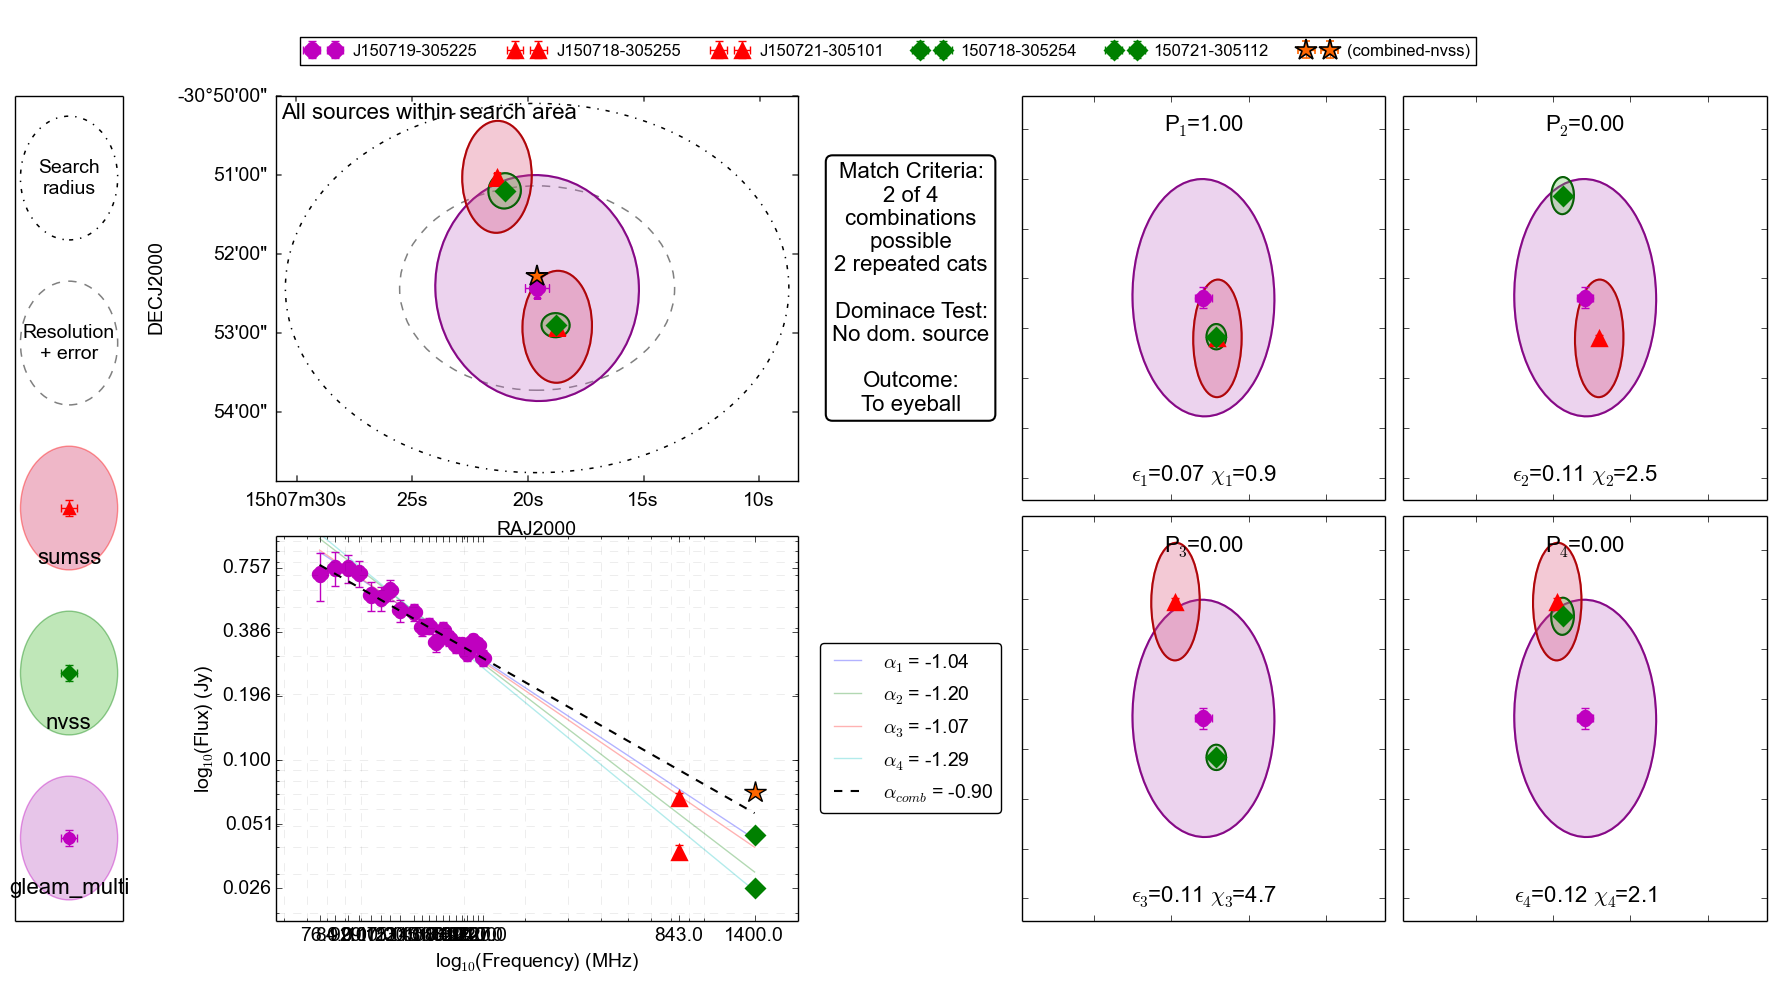 J150719-305225 J150718-305255 J150721-305101 150718-305254 150721-305112 (combined-nvss)
Search
radius
Resolution
+ error
sumss
nvss
gleam_multi
All sources within search area
-30°50'00"
51'00"
52'00"
53'00"
54'00"
DECJ2000
15h07m30s 25s 20s 15s 10s
RAJ2000
Match Criteria:
2 of 4
combinations
possible
2 repeated cats
Dominace Test:
No dom. source
Outcome:
To eyeball
P1=1.00
ϵ1=0.07 χ1=0.9
P2=0.00
ϵ2=0.11 χ2=2.5
P3=0.00
ϵ3=0.11 χ3=4.7
P4=0.00
ϵ4=0.12 χ4=2.1
0.757
0.386
0.196
0.100
0.051
0.026
log10(Flux) (Jy)
843.0 1400.0
log10(Frequency) (MHz)
α1 = -1.04
α2 = -1.20
α3 = -1.07
α4 = -1.29
αcomb = -0.90